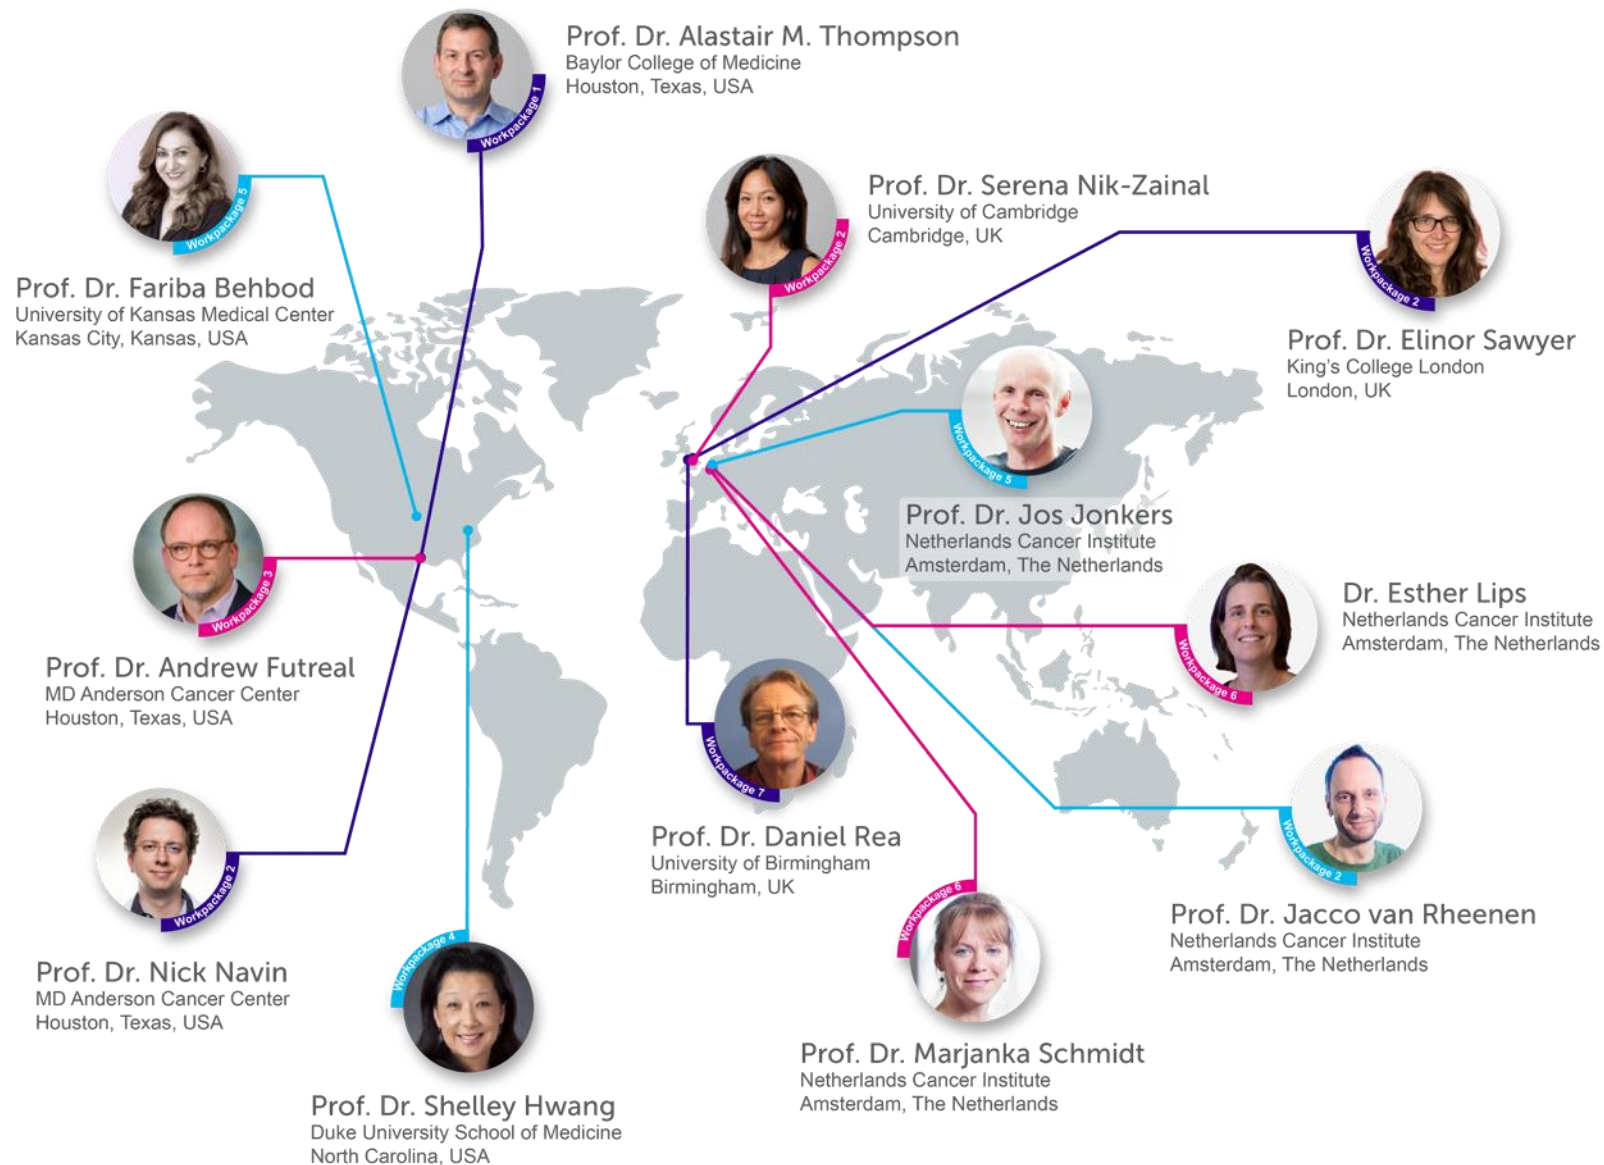 Prof. Dr. Alastair M. Thompson
Baylor College of Medicine
Houston, Texas, USA
Workpackage 1
Workpackage 5
Prof. Dr. Fariba Behbod
University of Kansas Medical Center
Kansas City, Kansas, USA
Prof. Dr. Serena Nik-Zainal
University of Cambridge
Cambridge, UK
Workpackage 2
Workpackage 2
Prof. Dr. Elinor Sawyer
King's College London
London, UK
Workpackage 5
Prof. Dr. Jos Jonkers
Netherlands Cancer Institute
Amsterdam, The Netherlands
Workpackage 3
Prof. Dr. Andrew Futreal
MD Anderson Cancer Center
Houston, Texas, USA
Dr. Esther Lips
Netherlands Cancer Institute
Amsterdam, The Netherlands
Workpackage 6
Workpackage 7
Prof. Dr. Daniel Rea
University of Birmingham
Birmingham, UK
Workpackage 2
Prof. Dr. Jacco van Rheenen
Netherlands Cancer Institute
Amsterdam, The Netherlands
Workpackage 2
Prof. Dr. Nick Navin
MD Anderson Cancer Center
Houston, Texas, USA
Workpackage 6
Prof. Dr. Marjanka Schmidt
Netherlands Cancer Institute
Amsterdam, The Netherlands
Workpackage 4
Prof. Dr. Shelley Hwang
Duke University School of Medicine
North Carolina, USA